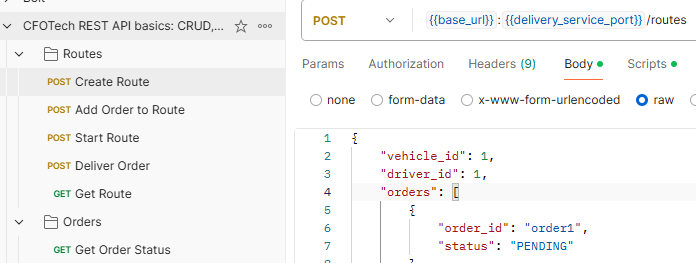 CFOTech REST API basics: CRUD,...
Routes
POST Create Route
POST Add Order to Route
POST Start Route
POST Deliver Order
GET Get Route
Orders
GET Get Order Status
POST {{base_url}} : {{delivery_service_port}} /routes
Params Authorization Headers (9) Body Scripts
none form-data x-www-form-urlencoded raw
1 {
2 "vehicle_id": 1,
3 "driver_id": 1,
4 "orders": [
5 {
6 "order_id": "order1",
7 "status": "PENDING"